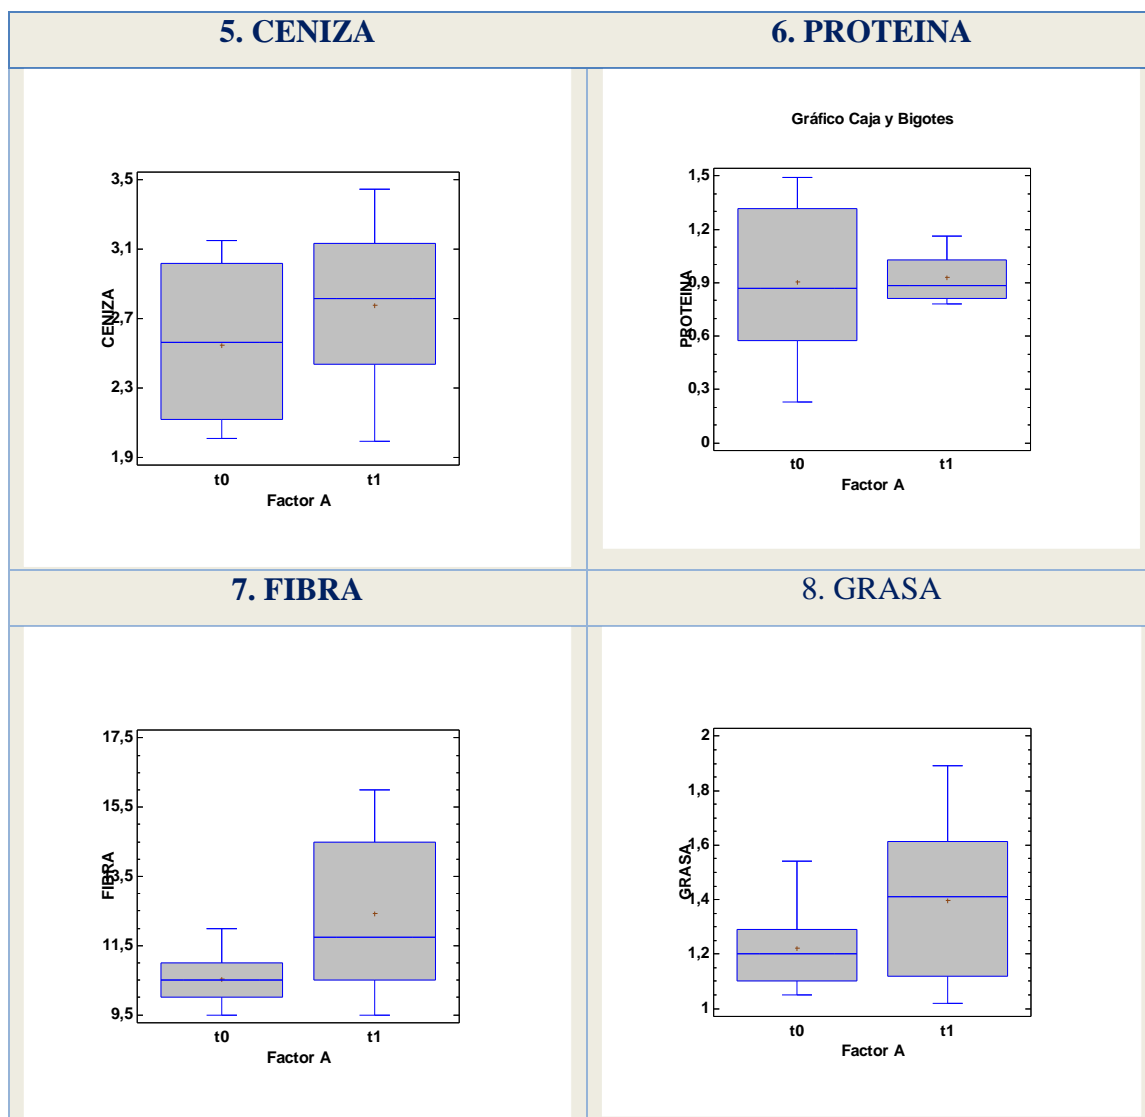 5. CENIZA
6. PROTEINA
CENIZA
3,5
3,1
2,7
2,3
1,9
t0 t1
Factor A
Gráfico Caja y Bigotes
PROTEINA
1,5
1,2
0,9
0,6
0,3
0
t0 t1
Factor A
7. FIBRA
8. GRASA
FIBRA
17,5
15,5
13,5
11,5
9,5
t0 t1
Factor A
GRASA
2
1,8
1,6
1,4
1,2
1
t0 t1
Factor A